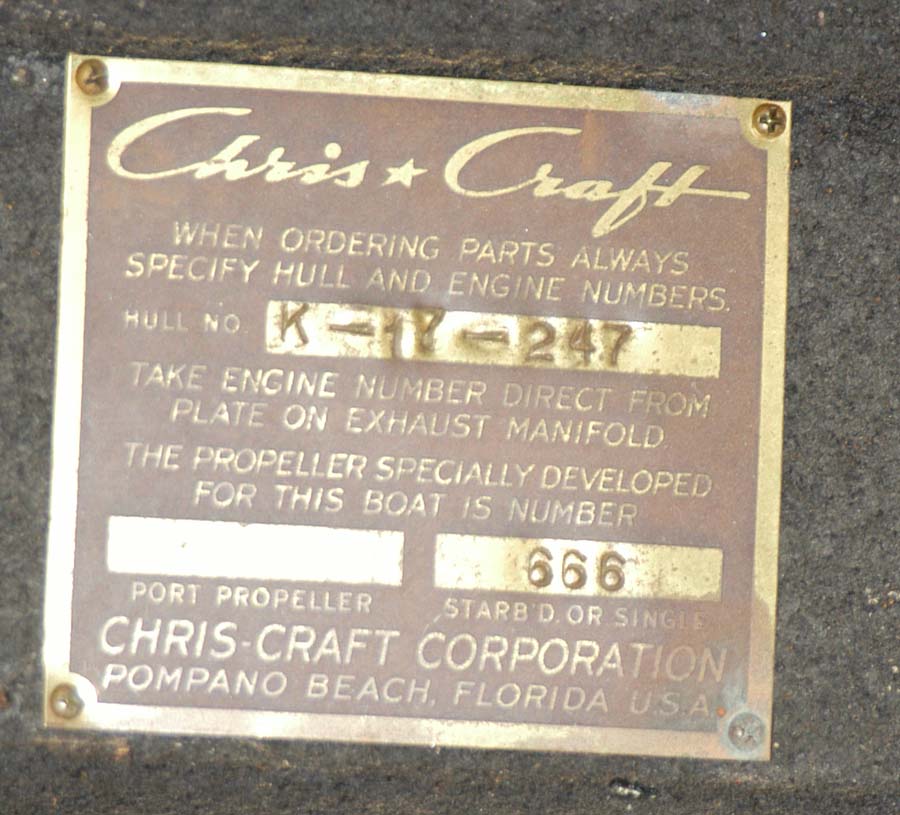 Chris★Craft
WHEN ORDERING PARTS ALWAYS
SPECIFY HULL AND ENGINE NUMBERS.
HULL NO. K-17-247
TAKE ENGINE NUMBER DIRECT FROM
PLATE ON EXHAUST MANIFOLD
THE PROPELLER SPECIALLY DEVELOPED
FOR THIS BOAT IS NUMBER
666
PORT PROPELLER STARB'D. OR SINGLE
CHRIS-CRAFT CORPORATION
POMPANO BEACH, FLORIDA U.S.A.